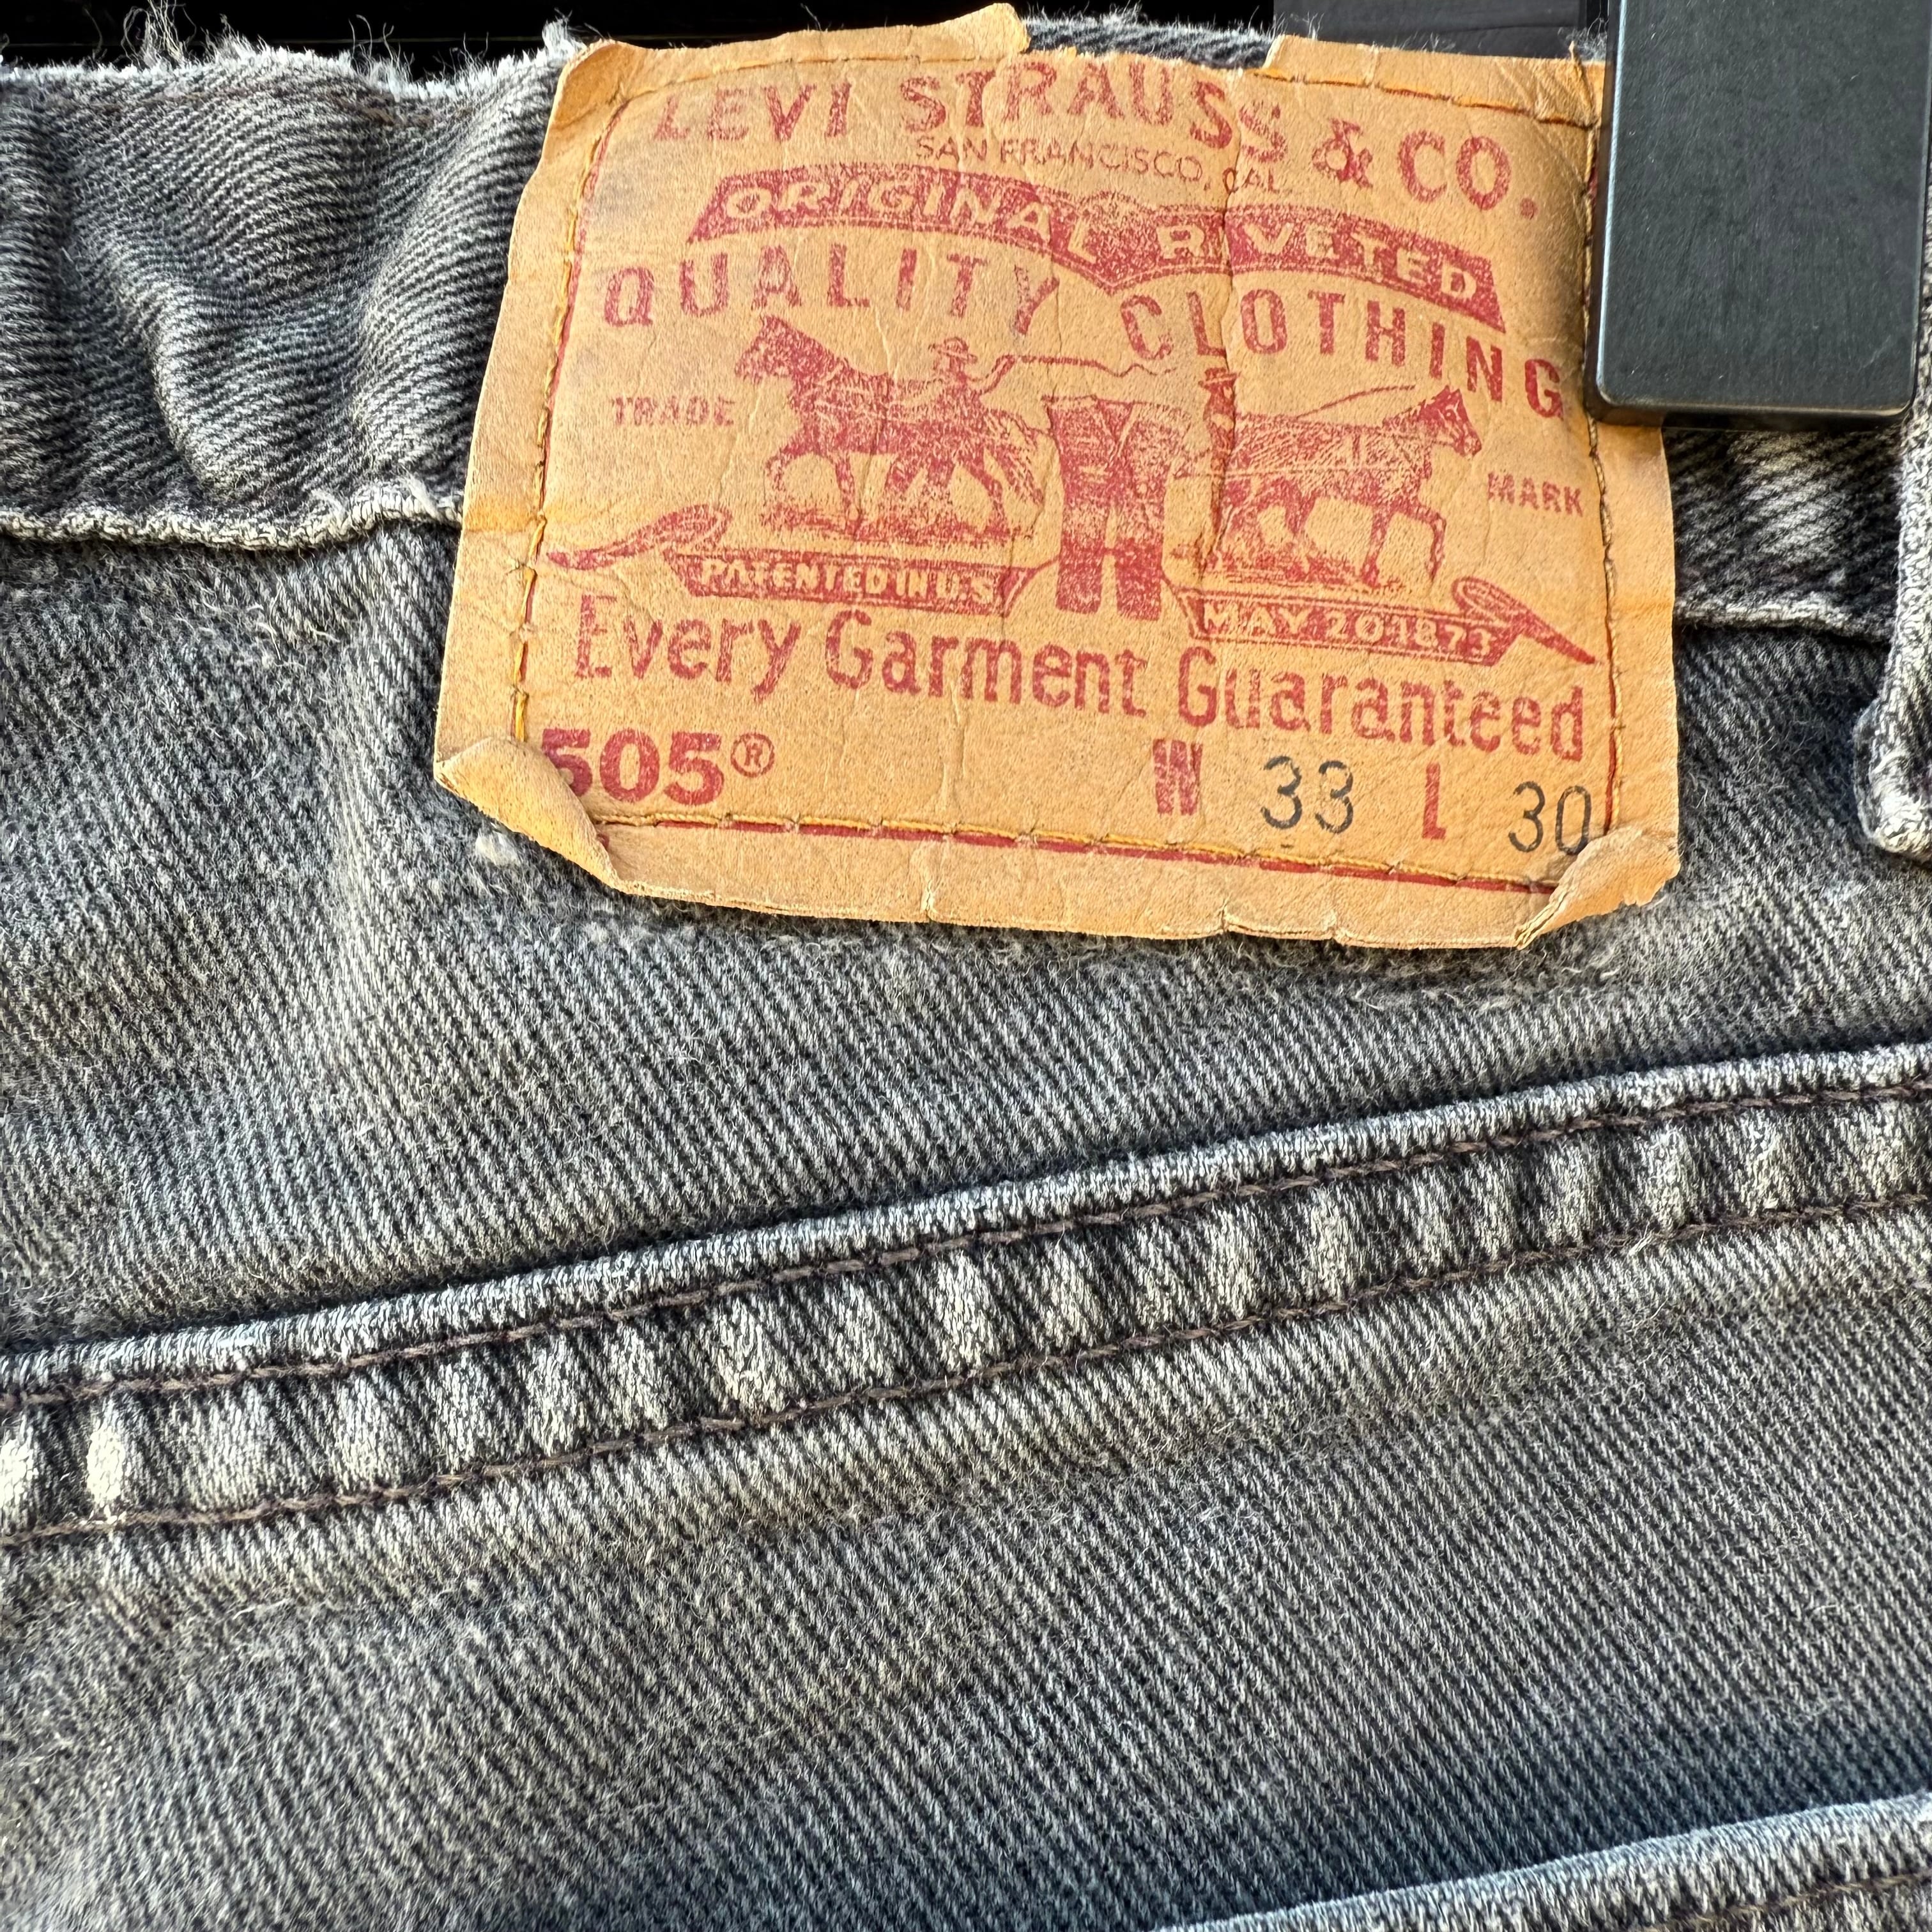 LEVI STRAUSS & CO.
SAN FRANCISCO, CAL.
ORIGINAL RIVETED
QUALITY CLOTHING
TRADE MARK
PATENTED IN U.S.
MAY 20 1873
Every Garment Guaranteed
505® W 33 L 30